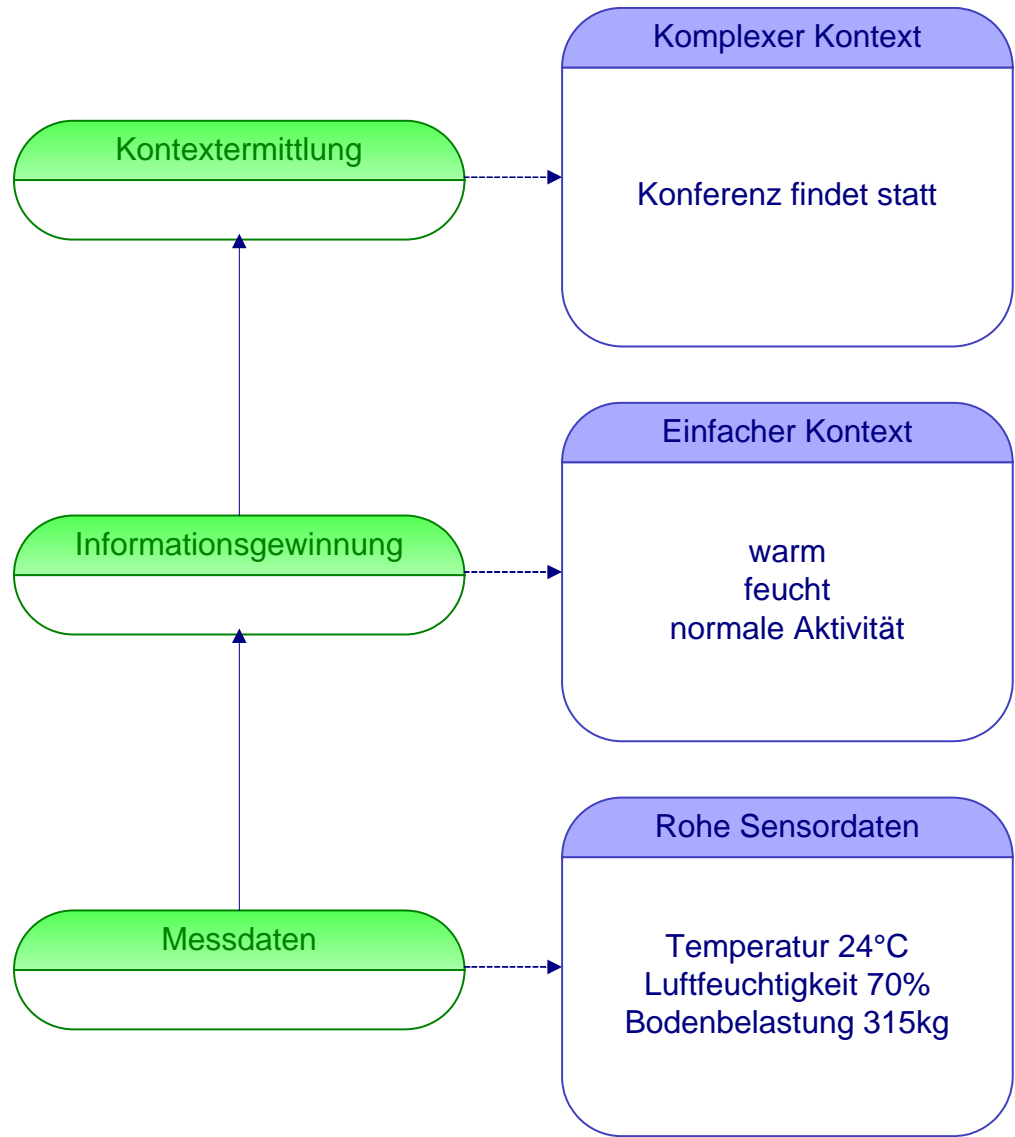 Komplexer Kontext
Kontextermittlung
Konferenz findet statt
Einfacher Kontext
Informationsgewinnung
warm
feucht
normale Aktivität
Rohe Sensordaten
Messdaten
Temperatur 24°C
Luftfeuchtigkeit 70%
Bodenbelastung 315kg